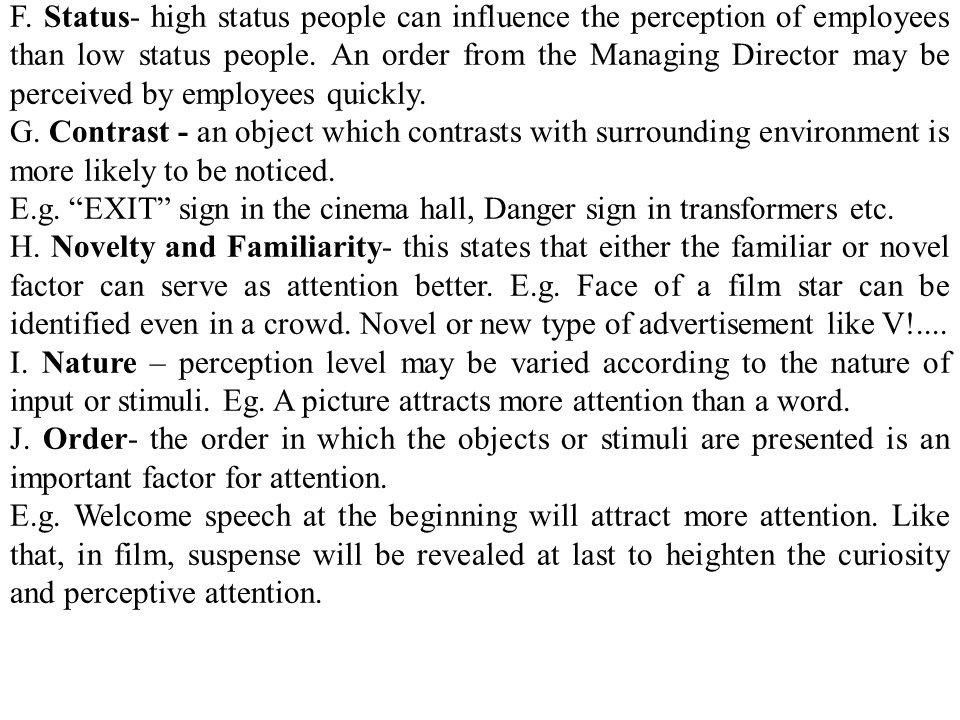 F. Status- high status people can influence the perception of employees
than low status people. An order from the Managing Director may be
perceived by employees quickly.
G. Contrast - an object which contrasts with surrounding environment is
more likely to be noticed.
E.g. “EXIT” sign in the cinema hall, Danger sign in transformers etc.
H. Novelty and Familiarity- this states that either the familiar or novel
factor can serve as attention better. E.g. Face of a film star can be
identified even in a crowd. Novel or new type of advertisement like V!....
I. Nature – perception level may be varied according to the nature of
input or stimuli. Eg. A picture attracts more attention than a word.
J. Order- the order in which the objects or stimuli are presented is an
important factor for attention.
E.g. Welcome speech at the beginning will attract more attention. Like
that, in film, suspense will be revealed at last to heighten the curiosity
and perceptive attention.